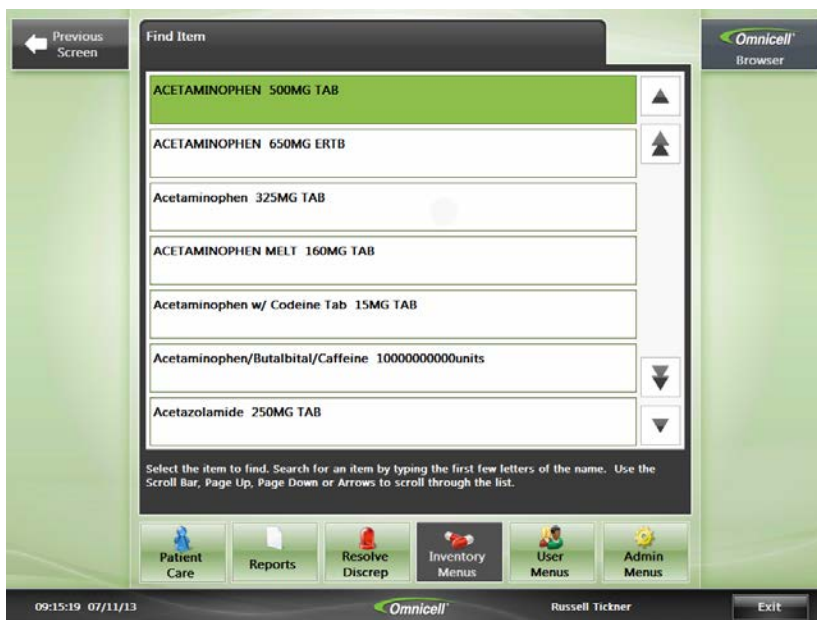 Previous
Screen
Find Item
Omnicell
Browser
ACETAMINOPHEN 500MG TAB
ACETAMINOPHEN 650MG ERTB
Acetaminophen 325MG TAB
ACETAMINOPHEN MELT 160MG TAB
Acetaminophen w/ Codeine Tab 15MG TAB
Acetaminophen/Butalbital/Caffeine 10000000000units
Acetazolamide 250MG TAB
Select the item to find. Search for an item by typing the first few letters of the name. Use the
Scroll Bar, Page Up, Page Down or Arrows to scroll through the list.
Patient
Care
Reports
Resolve
Discrep
Inventory
Menus
User
Menus
Admin
Menus
09:15:19 07/11/13
Omnicell
Russell Tickner
Exit